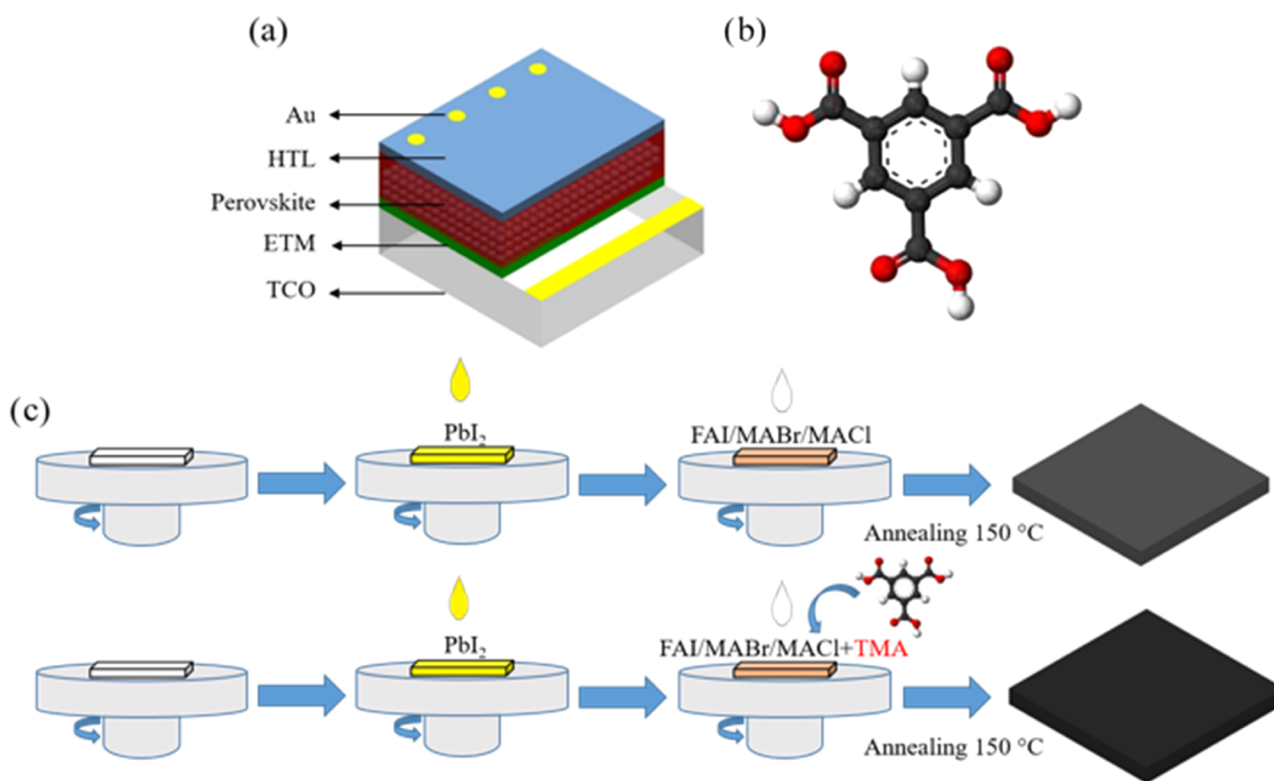 (a)
(b)
Au
HTL
Perovskite
ETM
TCO
(c)
PbI₂
FAI/MABr/MACl
Annealing 150 °C
PbI₂
FAI/MABr/MACl+TMA
Annealing 150 °C